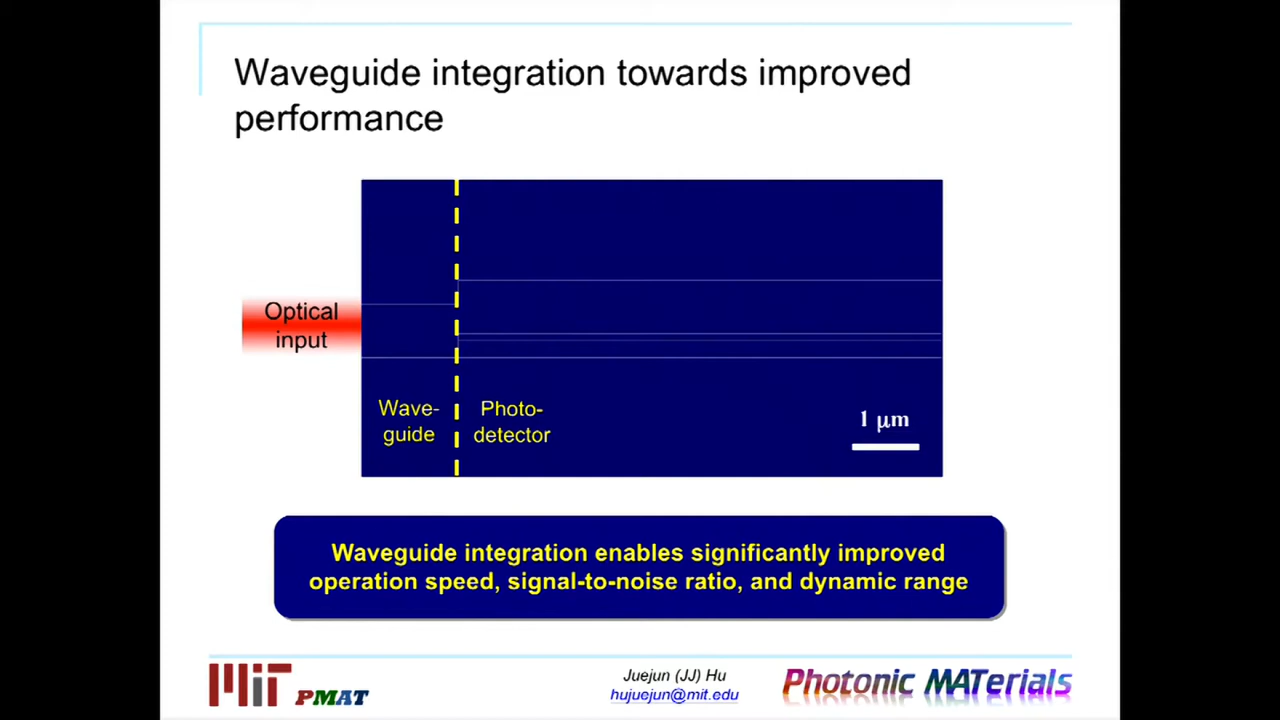 Waveguide integration towards improved
performance
Optical
input
Wave-
guide
Photo-
detector
1 μm
Waveguide integration enables significantly improved
operation speed, signal-to-noise ratio, and dynamic range
MIT PMAT
Juejun (JJ) Hu
hujuejun@mit.edu
Photonic MATerials